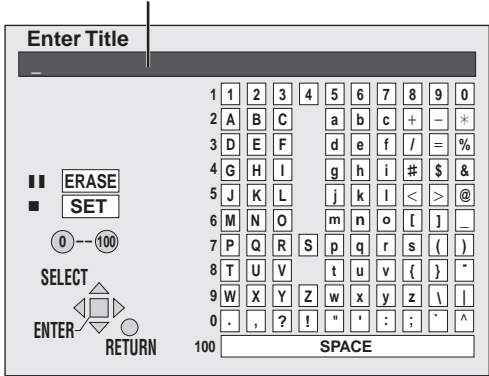 Enter Title
_
1 1 2 3 4 5 6 7 8 9 0
2 A B C a b c + − *
3 D E F d e f / = %
4 G H I g h i # $ &
5 J K L j k l < > @
6 M N O m n o [ ] _
7 P Q R S p q r s ( )
8 T U V t u v { } ¯
9 W X Y Z w x y z \ |
0 . , ? ! " ' : ; ` ^
100 SPACE
ERASE
SET
0 -- 100
SELECT
ENTER
RETURN